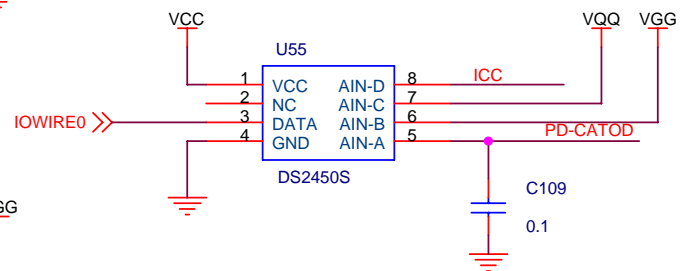 VCC VQQ VGG
U55
1 VCC AIN-D 8 ICC
2 NC AIN-C 7
IOWIRE0 3 DATA AIN-B 6
4 GND AIN-A 5 PD-CATOD
DS2450S
C109
GG
0.1